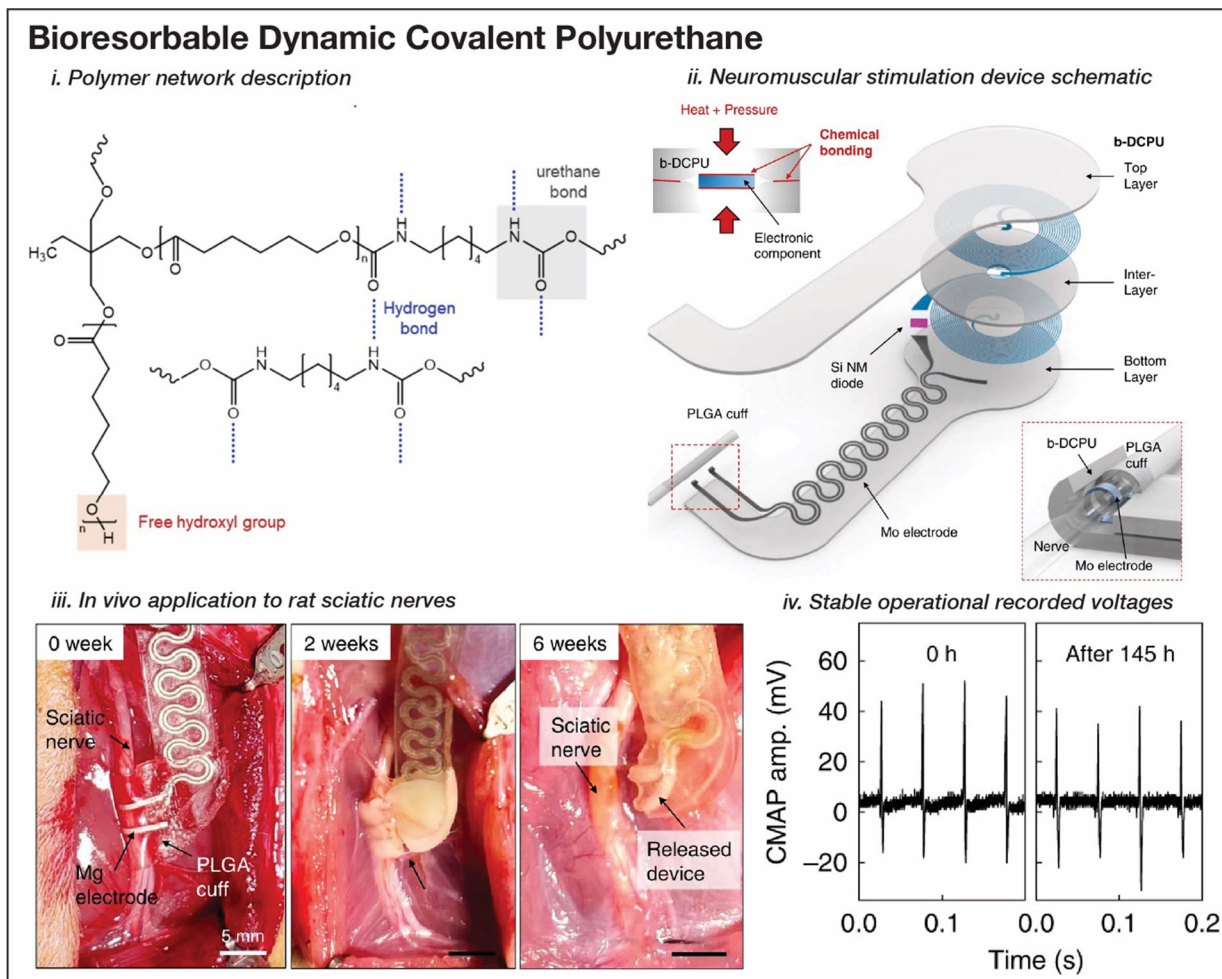 Bioresorbable Dynamic Covalent Polyurethane
i. Polymer network description
O
H3C
O
O
O
n
O
H
N
4
H
N
O
O
urethane
bond
O
Hydrogen
bond
O
O
O
H
N
4
H
N
O
O
O
n
H
Free hydroxyl group
ii. Neuromuscular stimulation device schematic
Heat + Pressure
b-DCPU
Chemical
bonding
Electronic
component
b-DCPU
Top
Layer
Inter-
Layer
Si NM
diode
Bottom
Layer
PLGA cuff
Mo electrode
b-DCPU
PLGA
cuff
Nerve
Mo electrode
iii. In vivo application to rat sciatic nerves
0 week
Sciatic
nerve
Mg
electrode
PLGA
cuff
5 mm
2 weeks
6 weeks
Sciatic
nerve
Released
device
iv. Stable operational recorded voltages
CMAP amp. (mV)
60
40
20
0
–20
0 h
After 145 h
0.0
0.1
0.0
0.1
0.2
Time (s)